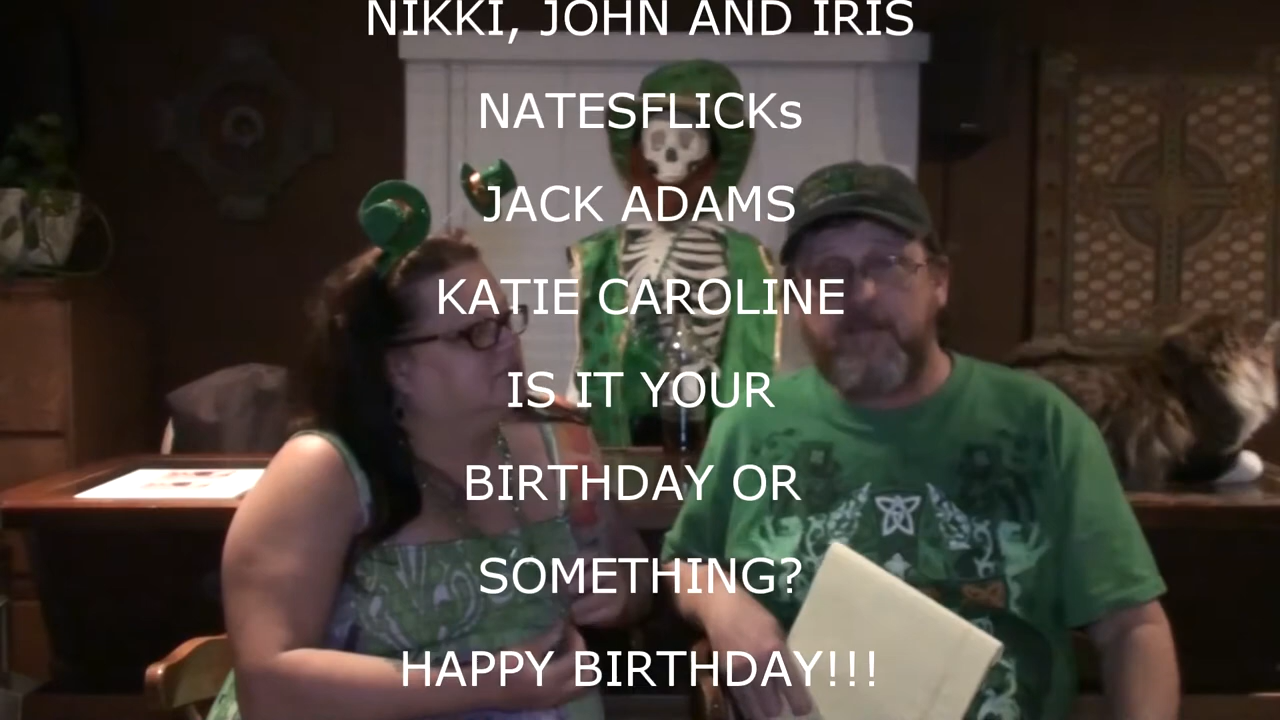 NIKKI, JOHN AND IRIS
NATESFLICKs
JACK ADAMS
KATIE CAROLINE
IS IT YOUR
BIRTHDAY OR
SOMETHING?
HAPPY BIRTHDAY!!!